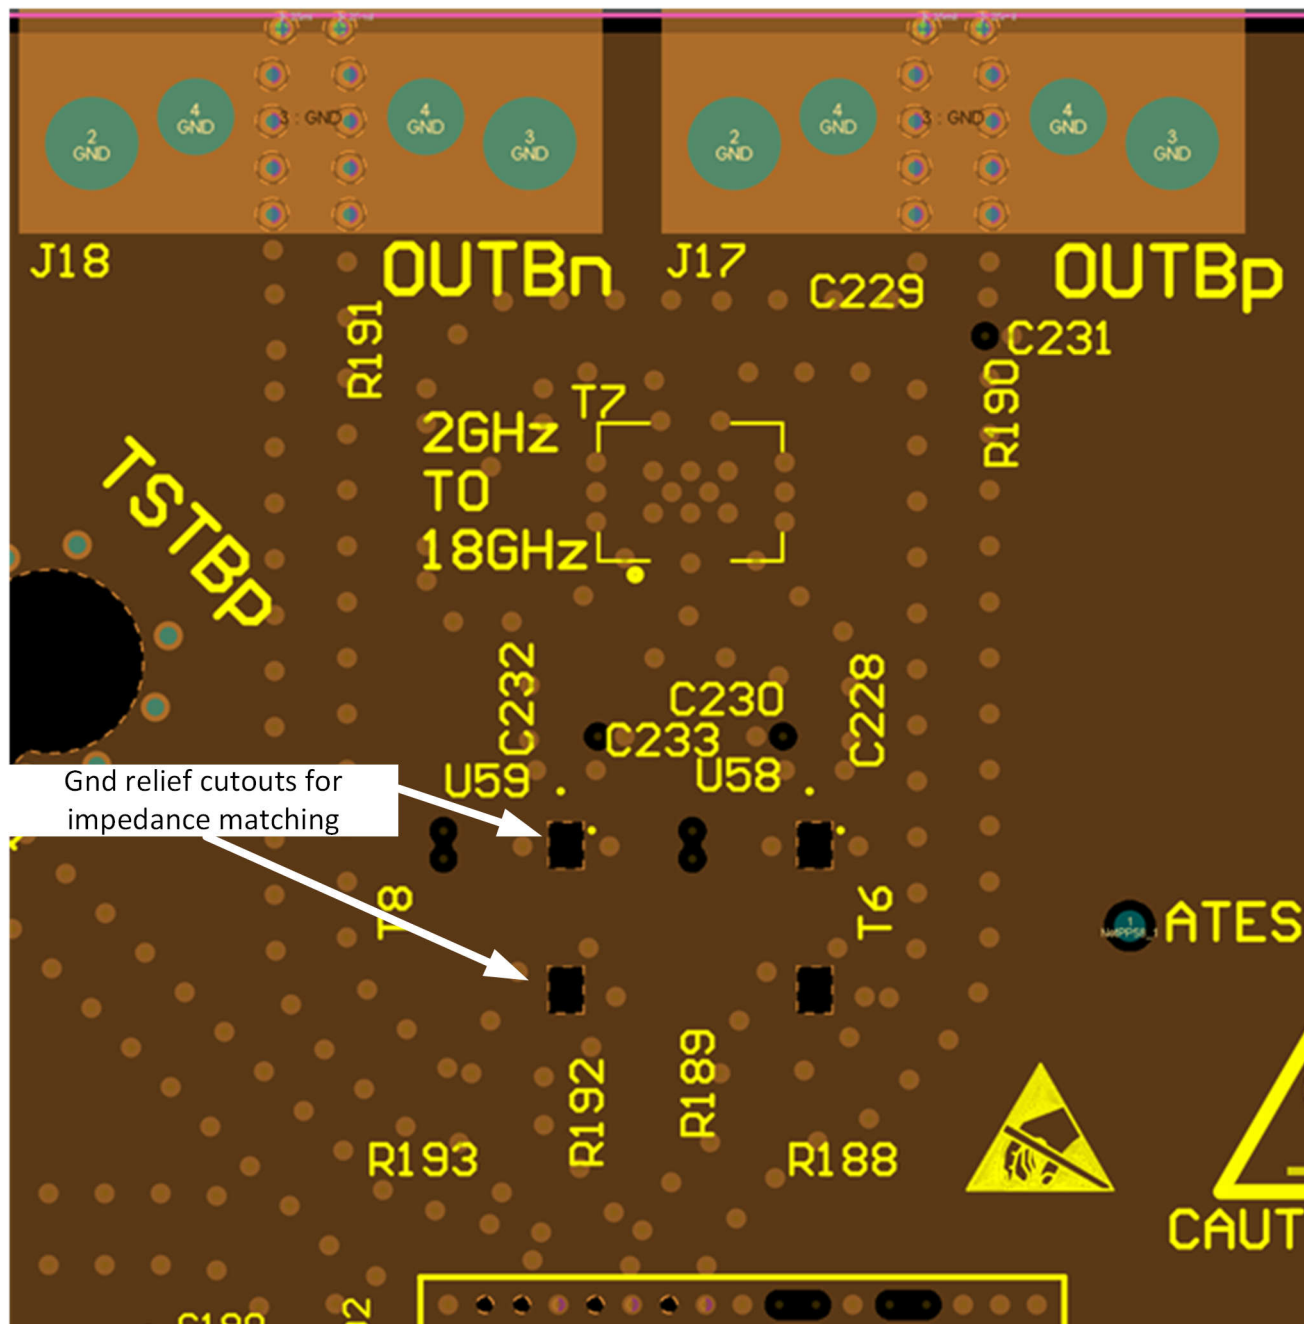 4
GND
4
GND
2
GND
3 : GND
3
GND
4
GND
4
GND
2
GND
3 : GND
3
GND
J18
OUTBn
J17
C229
OUTBp
R191
C231
R190
T7
2GHz
TO
18GHz
TSTBp
C232
C230
C228
C233
U59
U58
Gnd relief cutouts for
impedance matching
T8
T6
1
ATES
R192
R189
R193
R188
CAUT